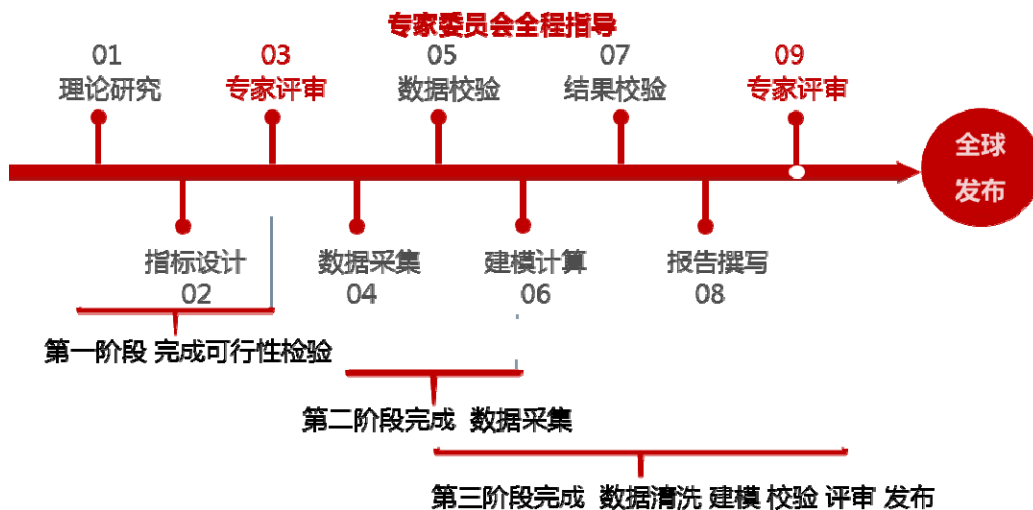 专家委员会全程指导
01
理论研究
03
专家评审
05
数据校验
07
结果校验
09
专家评审
全球
发布
指标设计
02
数据采集
04
建模计算
06
报告撰写
08
第一阶段 完成可行性检验
第二阶段完成 数据采集
第三阶段完成 数据清洗 建模 校验 评审 发布